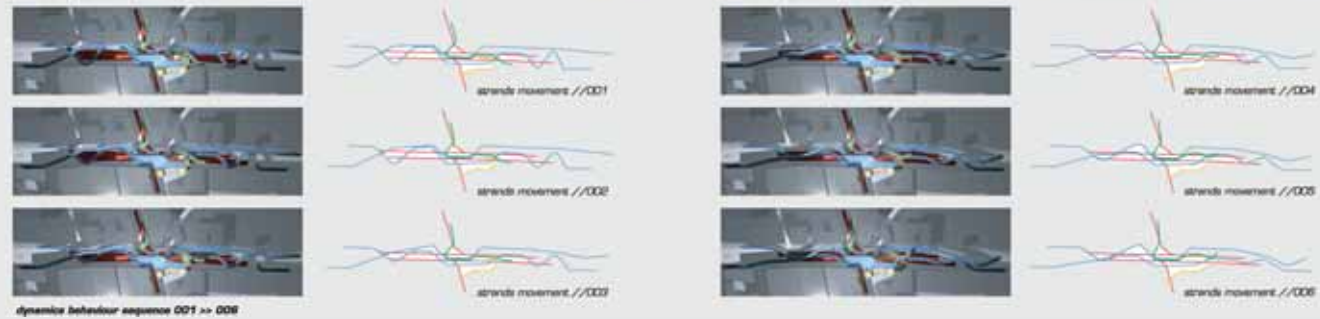 strands movement //001
strands movement //002
strands movement //003
dynamics behaviour sequence 001 >> 006
strands movement //004
strands movement //005
strands movement //006